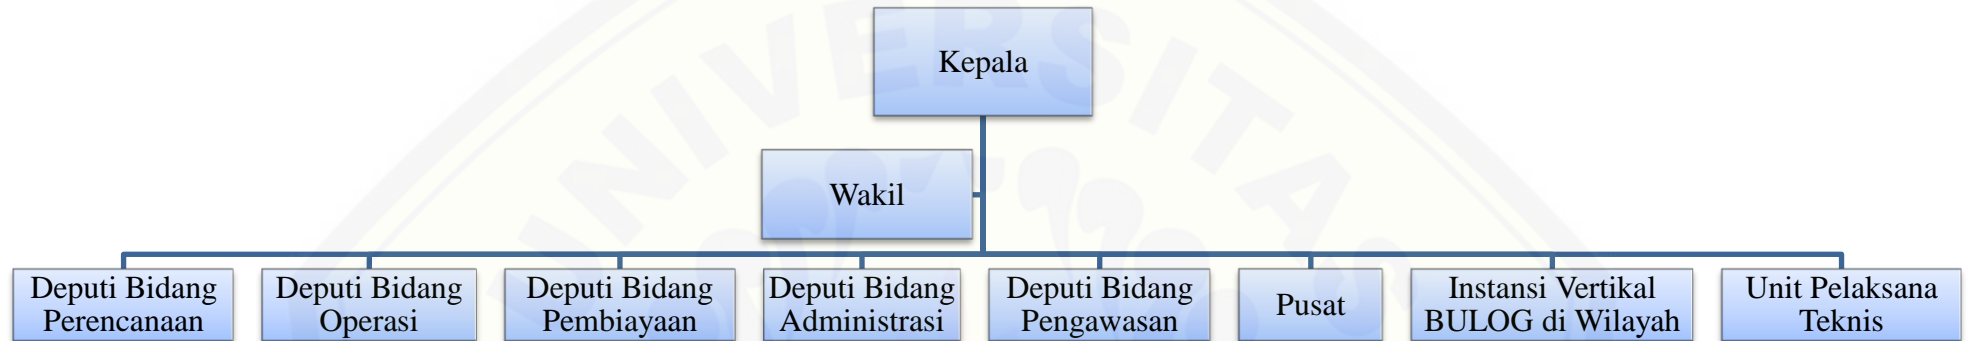 UNIVERSITAS
Kepala
Wakil
Deputi Bidang
Perencanaan
Deputi Bidang
Operasi
Deputi Bidang
Pembiayaan
Deputi Bidang
Administrasi
Deputi Bidang
Pengawasan
Pusat
Instansi Vertikal
BULOG di Wilayah
Unit Pelaksana
Teknis